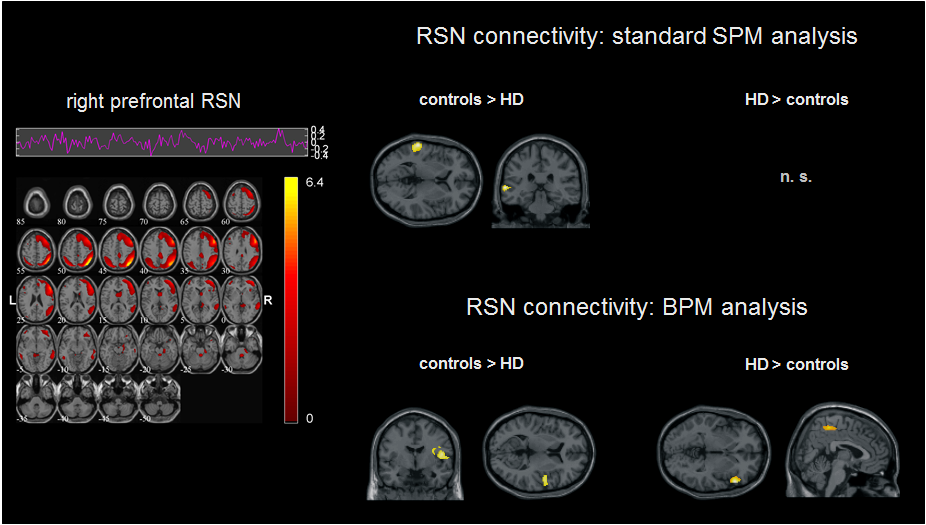 RSN connectivity: standard SPM analysis
right prefrontal RSN
controls > HD
HD > controls
0.4
0.2
0
-0.2
-0.4
n. s.
6.4
85 80 75 70 65 60
55 50 45 40 35 30
L
R
25 20 15 10 5 0
-5 -10 -15 -20 -25 -30
-35 -40 -45 -50
0
RSN connectivity: BPM analysis
controls > HD
HD > controls